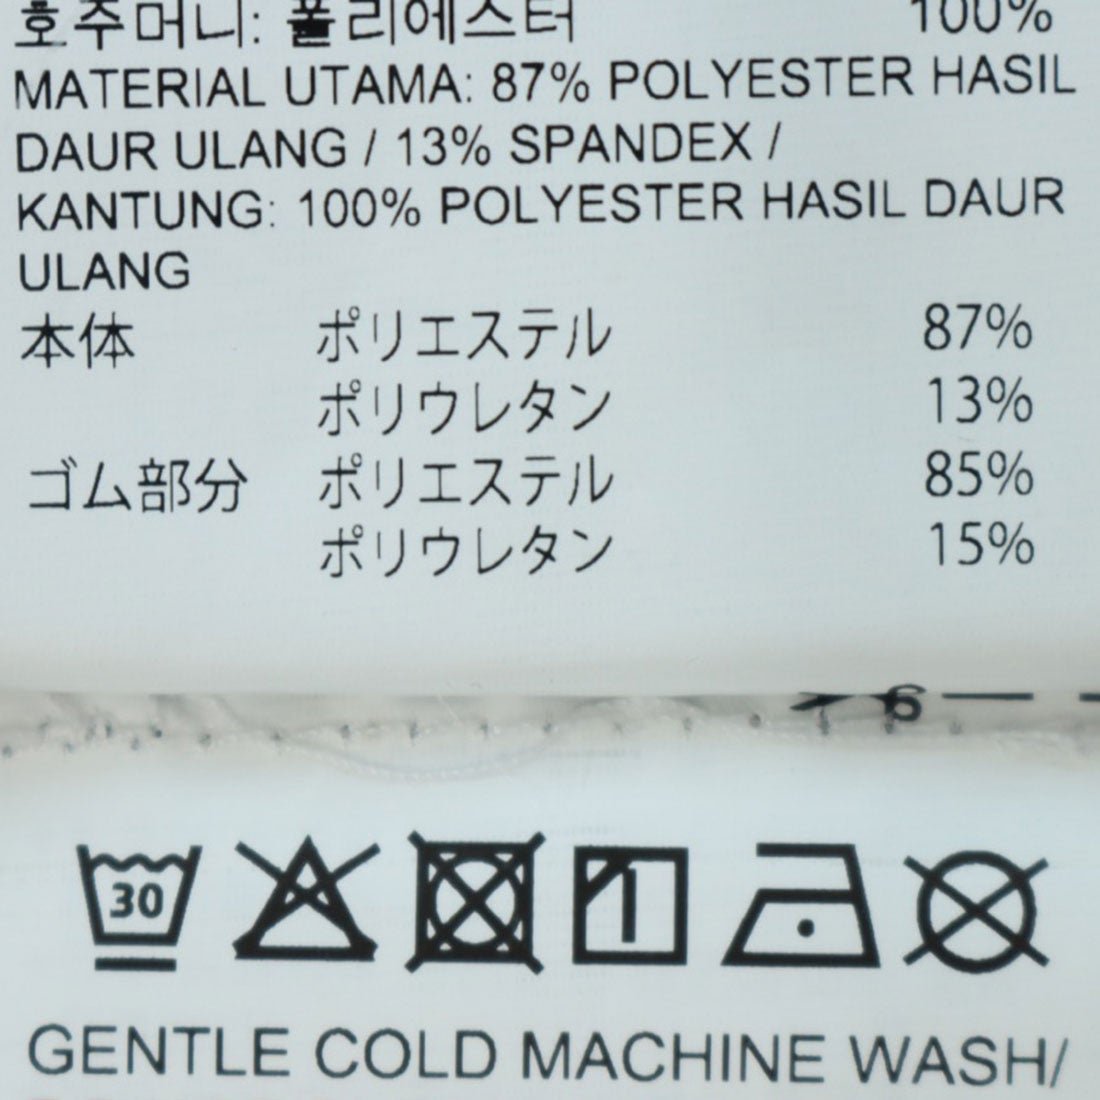 호주머니: 폴리에스터 100%
MATERIAL UTAMA: 87% POLYESTER HASIL
DAUR ULANG / 13% SPANDEX /
KANTUNG: 100% POLYESTER HASIL DAUR
ULANG
本体 ポリエステル 87%
ポリウレタン 13%
ゴム部分 ポリエステル 85%
ポリウレタン 15%
30
GENTLE COLD MACHINE WASH/